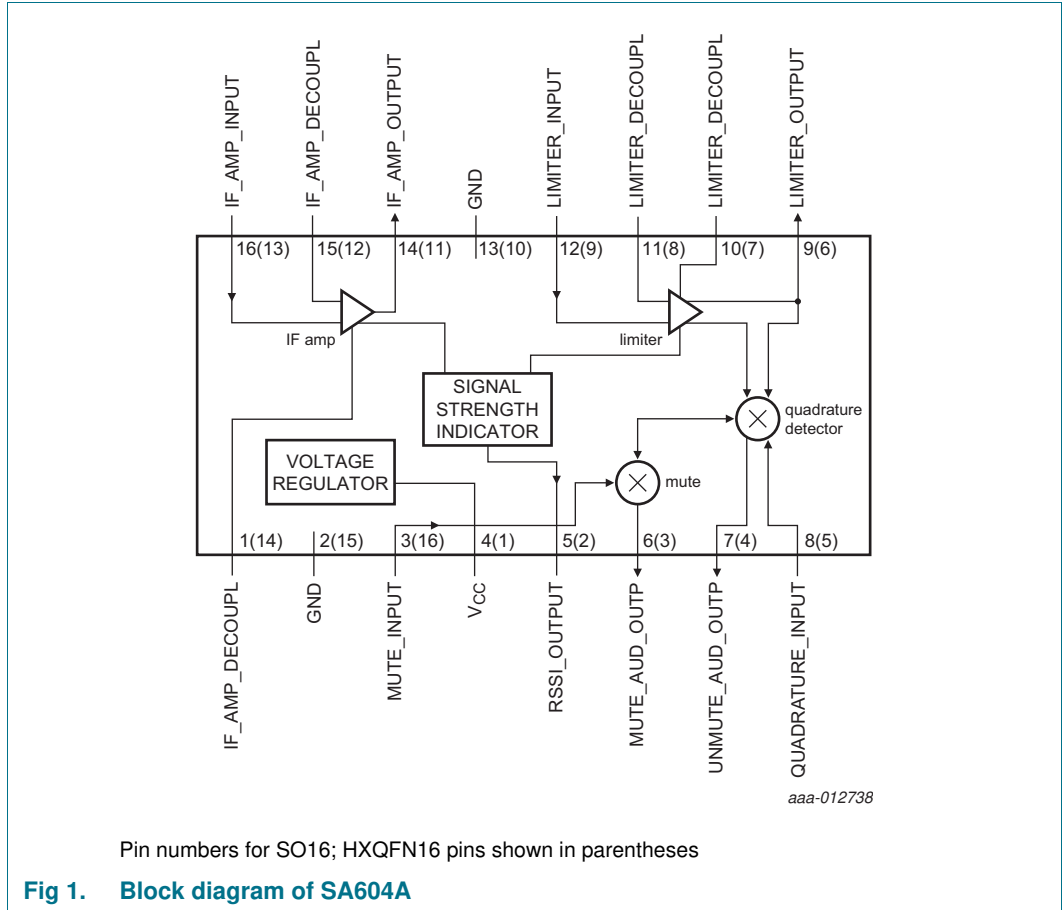 IF_AMP_INPUT
IF_AMP_DECOUPL
IF_AMP_OUTPUT
GND
LIMITER_INPUT
LIMITER_DECOUPL
LIMITER_DECOUPL
LIMITER_OUTPUT
16(13)
15(12)
14(11)
13(10)
12(9)
11(8)
10(7)
9(6)
IF amp
limiter
SIGNAL
STRENGTH
INDICATOR
quadrature
detector
VOLTAGE
REGULATOR
mute
1(14)
2(15)
3(16)
4(1)
5(2)
6(3)
7(4)
8(5)
IF_AMP_DECOUPL
GND
MUTE_INPUT
VCC
RSSI_OUTPUT
MUTE_AUD_OUTP
UNMUTE_AUD_OUTP
QUADRATURE_INPUT
aaa-012738
Pin numbers for SO16; HXQFN16 pins shown in parentheses
Fig 1. Block diagram of SA604A